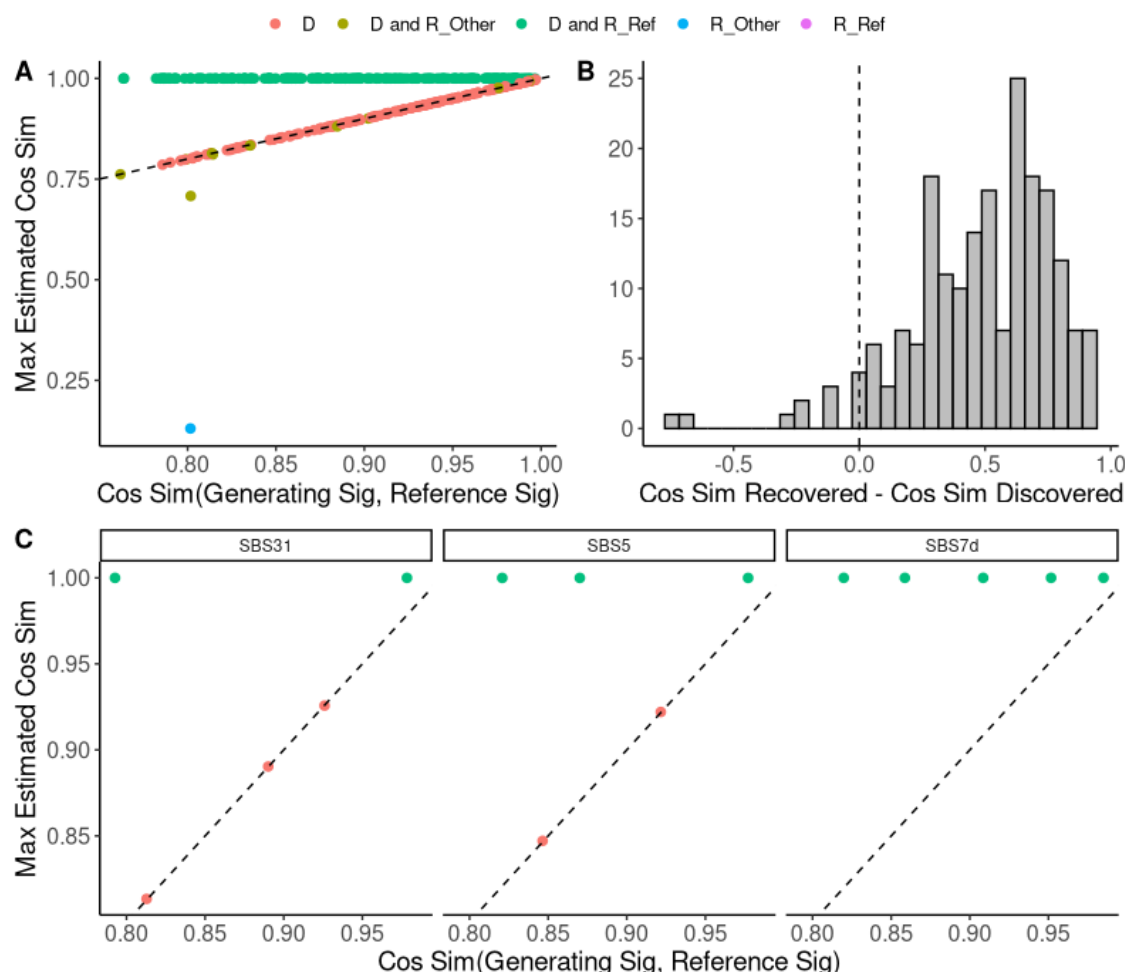 D D and R_Other D and R_Ref R_Other R_Ref
A
1.00
0.75
0.50
0.25
Max Estimated Cos Sim
0.80 0.85 0.90 0.95 1.00
Cos Sim(Generating Sig, Reference Sig)
B
25
20
15
10
5
0
-0.5 0.0 0.5 1.0
Cos Sim Recovered - Cos Sim Discovered
C
SBS31 SBS5 SBS7d
1.00
0.95
0.90
0.85
Max Estimated Cos Sim
0.80 0.85 0.90 0.95 0.80 0.85 0.90 0.95 0.80 0.85 0.90 0.95
Cos Sim(Generating Sig, Reference Sig)